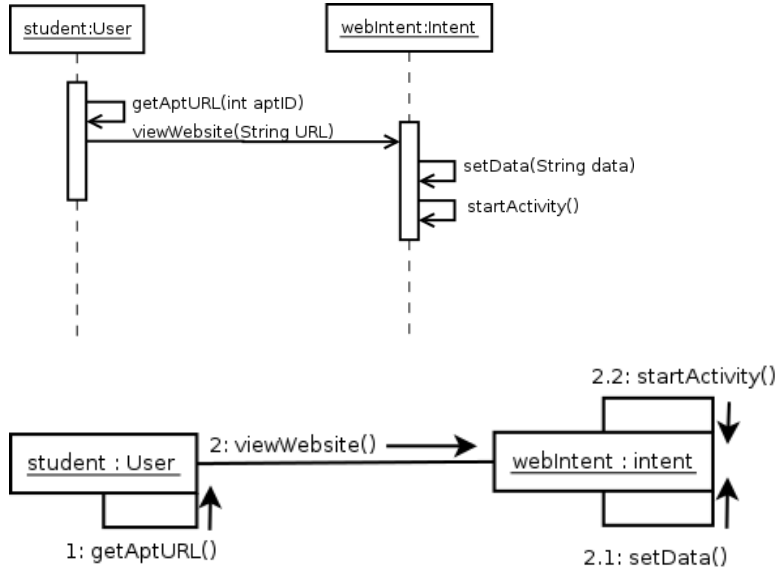 student:User
webIntent:Intent
getAptURL(int aptID)
viewWebsite(String URL)
setData(String data)
startActivity()
2.2: startActivity()
2: viewWebsite()
student : User
webIntent : intent
1: getAptURL()
2.1: setData()